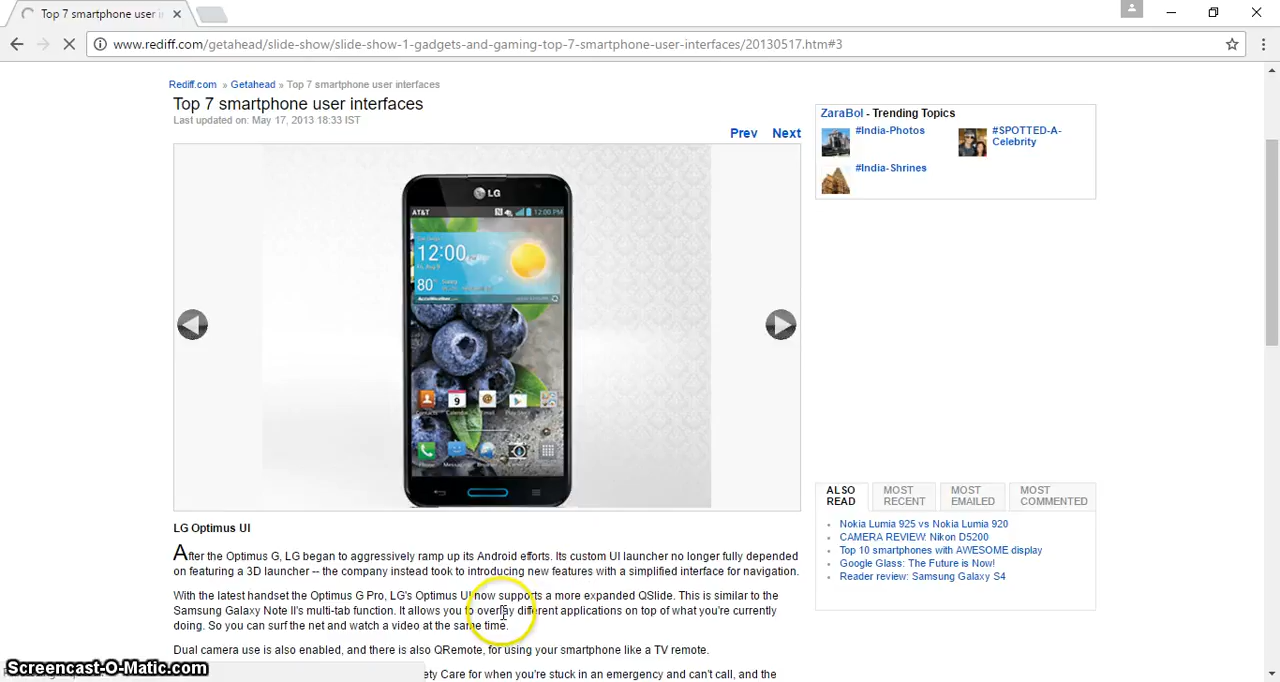 Top 7 smartphone user i
www.rediff.com/getahead/slide-show/slide-show-1-gadgets-and-gaming-top-7-smartphone-user-interfaces/20130517.htm#3
Rediff.com » Getahead » Top 7 smartphone user interfaces
Top 7 smartphone user interfaces
Last updated on: May 17, 2013 18:33 IST
Prev Next
LG
AT&T 12:00 PM
12:00
80°
AccuWeather.com
Contacts Calendar Email Play Store
Phone
LG Optimus UI
After the Optimus G, LG began to aggressively ramp up its Android efforts. Its custom UI launcher no longer fully depended
on featuring a 3D launcher -- the company instead took to introducing new features with a simplified interface for navigation.
With the latest handset the Optimus G Pro, LG's Optimus UI now supports a more expanded QSlide. This is similar to the
Samsung Galaxy Note II's multi-tab function. It allows you to overlay different applications on top of what you're currently
doing. So you can surf the net and watch a video at the same time.
Dual camera use is also enabled, and there is also QRemote, for using your smartphone like a TV remote.
ety Care for when you're stuck in an emergency and can't call, and the
ZaraBol - Trending Topics
#India-Photos
#SPOTTED-A-
Celebrity
#India-Shrines
ALSO
READ
MOST
RECENT
MOST
EMAILED
MOST
COMMENTED
Nokia Lumia 925 vs Nokia Lumia 920
CAMERA REVIEW: Nikon D5200
Top 10 smartphones with AWESOME display
Google Glass: The Future is Now!
Reader review: Samsung Galaxy S4
Screencast-O-Matic.com